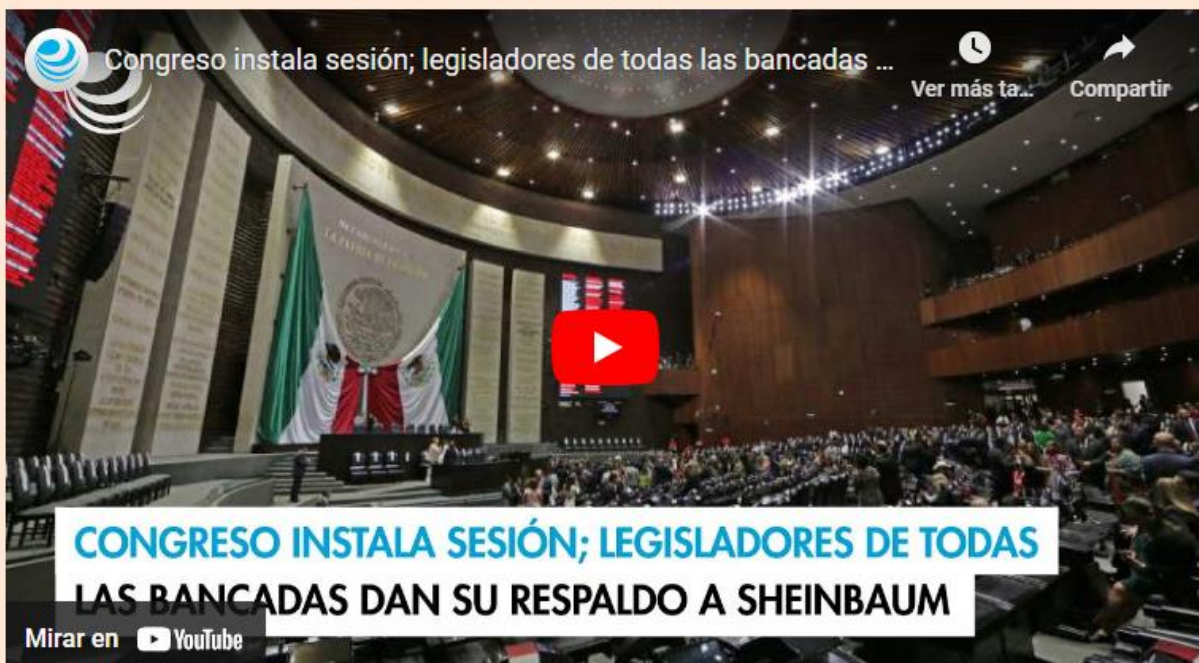 Congreso instala sesión; legisladores de todas las bancadas ...
Ver más ta...
Compartir
LA PATRIA ES PRIMERO
CONGRESO INSTALA SESIÓN; LEGISLADORES DE TODAS
LAS BANCADAS DAN SU RESPALDO A SHEINBAUM
Mirar en YouTube